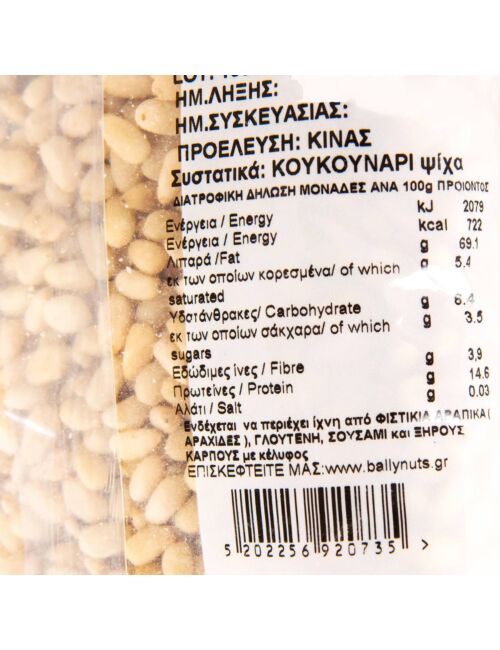 ΗΜ.ΛΗΞΗΣ:
ΗΜ.ΣΥΣΚΕΥΑΣΙΑΣ:
ΠΡΟΕΛΕΥΣΗ: ΚΙΝΑΣ
Συστατικά: ΚΟΥΚΟΥΝΑΡΙ ψίχα
ΔΙΑΤΡΟΦΙΚΗ ΔΗΛΩΣΗ ΜΟΝΑΔΕΣ ΑΝΑ 100g ΠΡΟΙΟΝΤΟΣ
Ενέργεια / Energy kJ 2079
Ενέργεια / Energy kcal 722
Λιπαρά /Fat g 69.1
εκ των οποίων κορεσμένα/ of which g 5.4
saturated
Υδατάνθρακες/ Carbohydrate g 6.4
εκ των οποίων σάκχαρα/ of which g 3.5
sugars
Εδώδιμες ίνες / Fibre g 3,9
Πρωτείνες / Protein g 14.6
Αλάτι / Salt g 0.03
Ενδέχεται να περιέχει ίχνη από ΦΙΣΤΙΚΙΑ ΑΡΑΠΙΚΑ(
ΑΡΑΧΙΔΕΣ ), ΓΛΟΥΤΕΝΗ, ΣΟΥΣΑΜΙ και ΞΗΡΟΥΣ
ΚΑΡΠΟΥΣ με κέλυφος
ΕΠΙΣΚΕΦΤΕΙΤΕ ΜΑΣ:www.ballynuts.gr
5 202256 920735 >